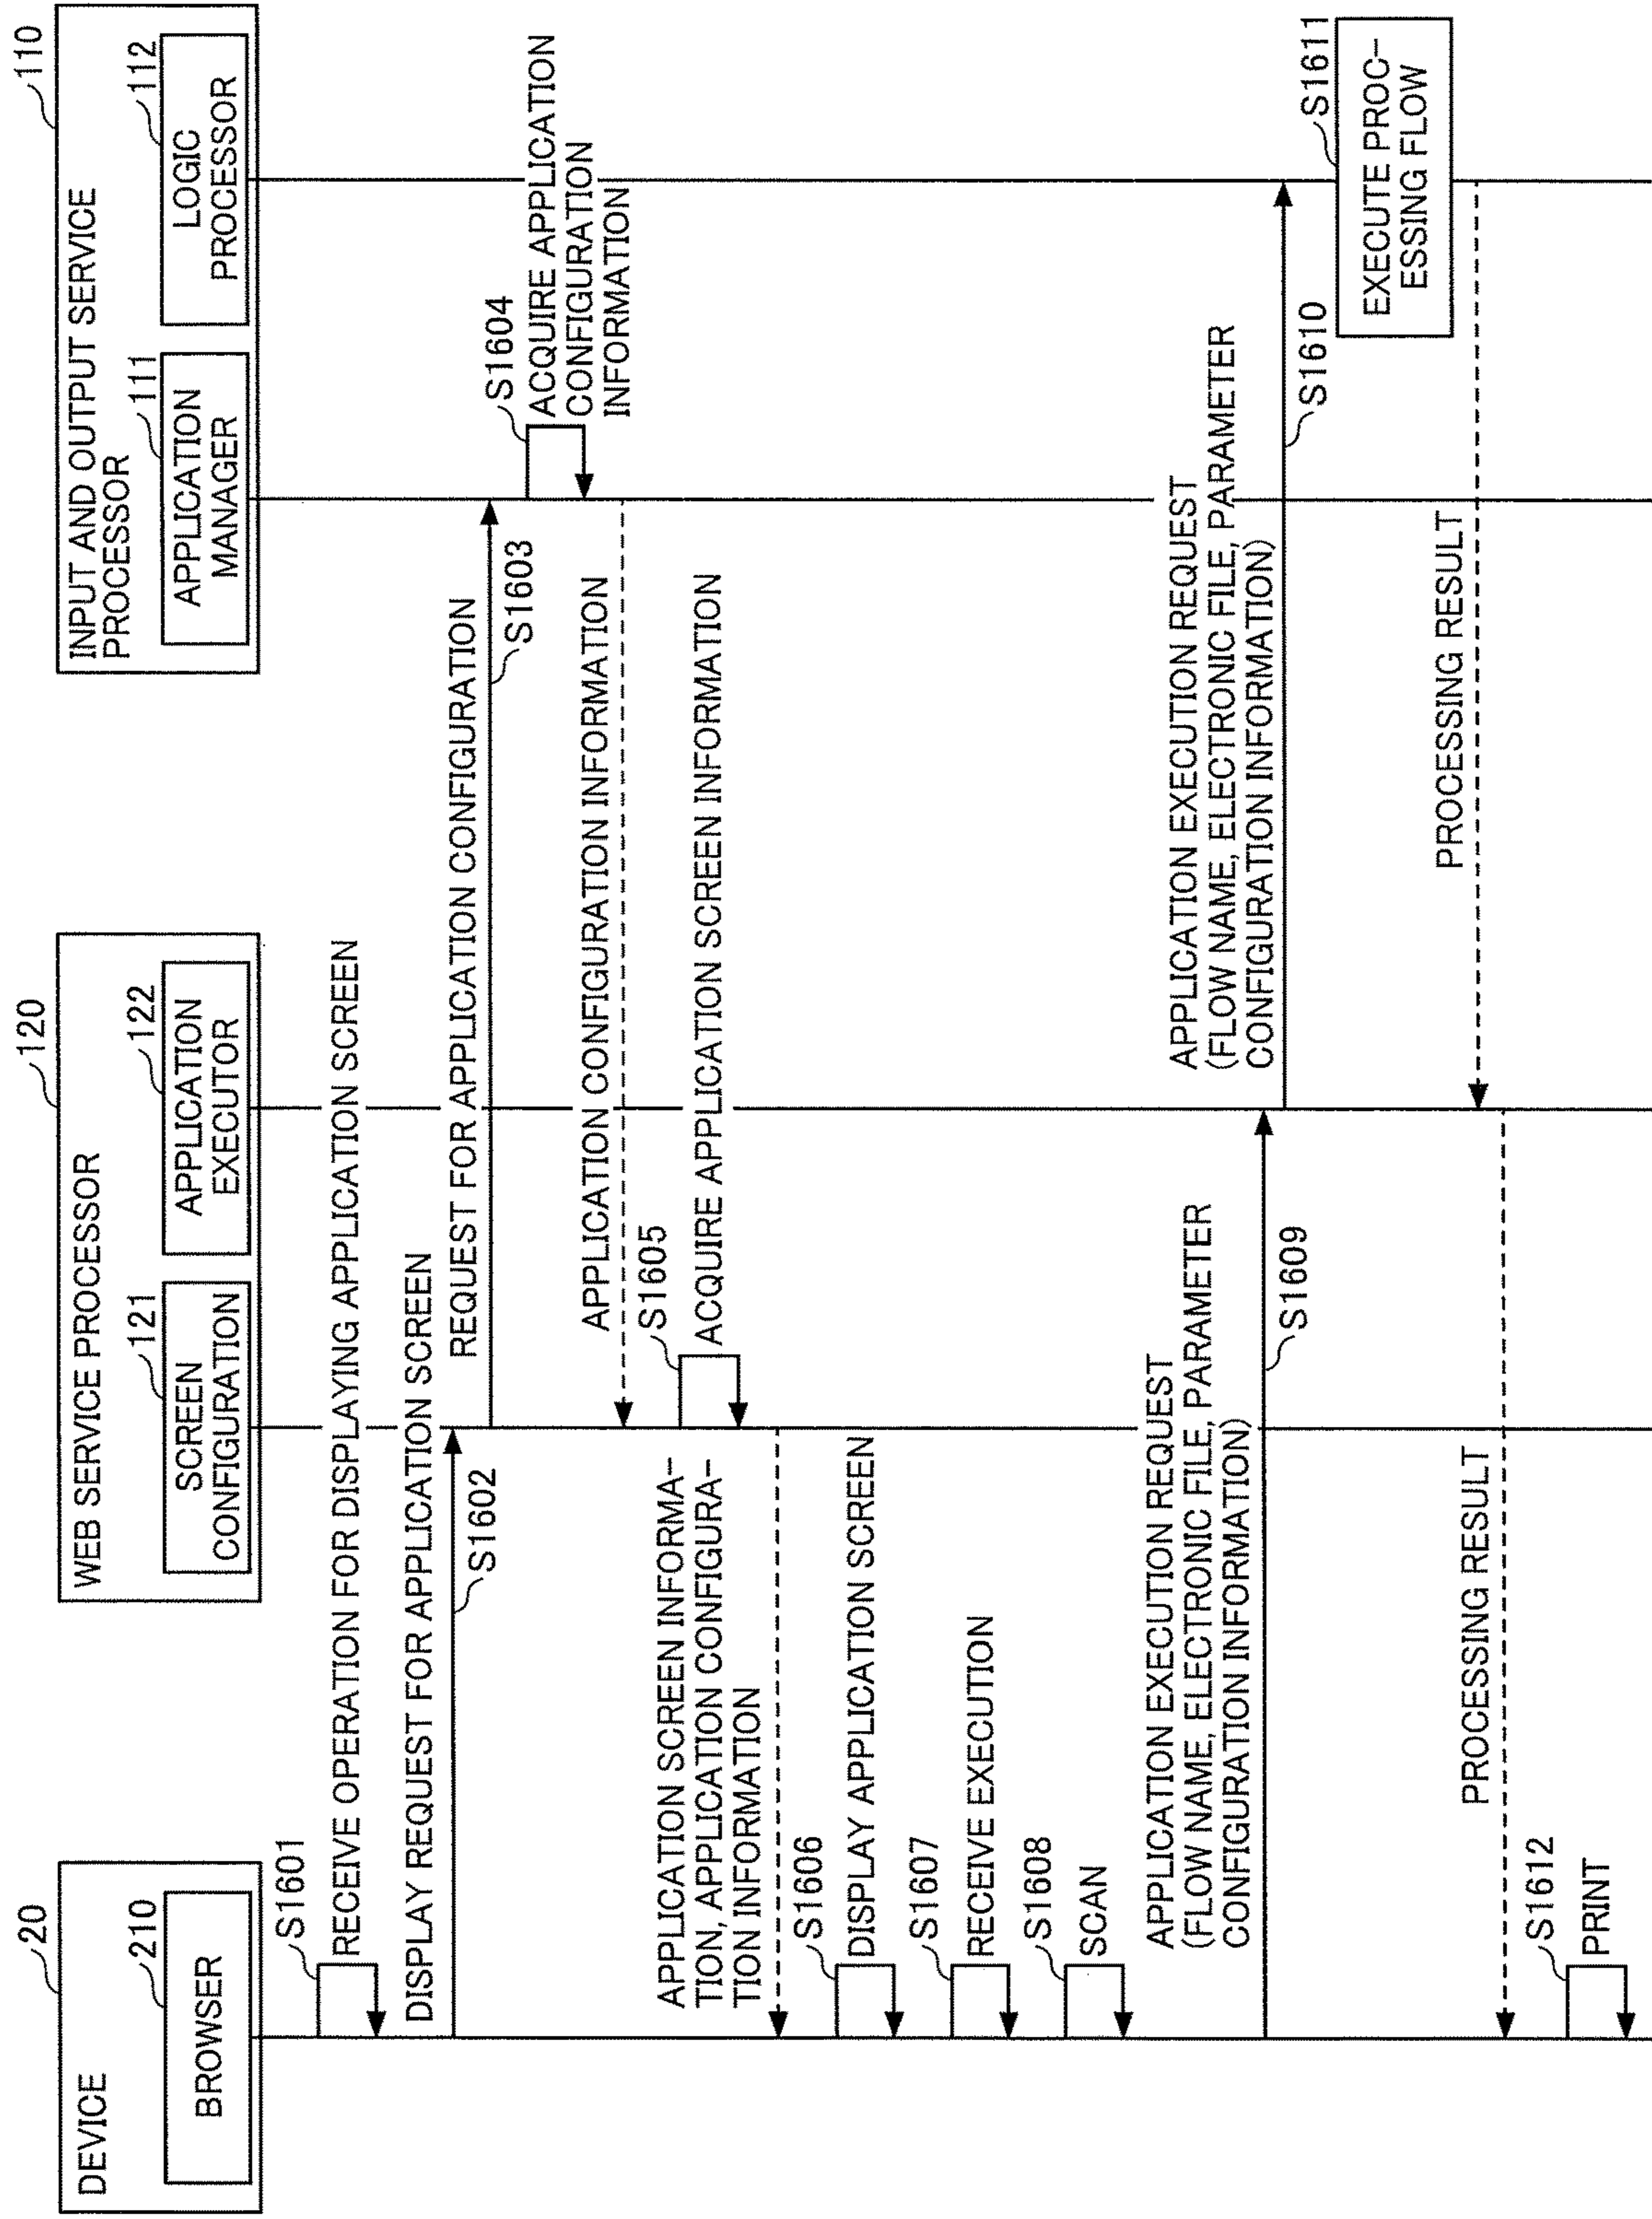 DEVICE
20
BROWSER
210
WEB SERVICE PROCESSOR
120
SCREEN
CONFIGURATION
121
APPLICATION
EXECUTOR
122
INPUT AND OUTPUT SERVICE
PROCESSOR
110
APPLICATION
MANAGER
111
LOGIC
PROCESSOR
112
S1601
RECEIVE OPERATION FOR DISPLAYING APPLICATION SCREEN
DISPLAY REQUEST FOR APPLICATION SCREEN
S1602
REQUEST FOR APPLICATION CONFIGURATION
S1603
S1604
ACQUIRE APPLICATION
CONFIGURATION
INFORMATION
APPLICATION CONFIGURATION INFORMATION
S1605
ACQUIRE APPLICATION SCREEN INFORMATION
APPLICATION SCREEN INFORMA-
TION, APPLICATION CONFIGURA-
TION INFORMATION
S1606
DISPLAY APPLICATION SCREEN
S1607
RECEIVE EXECUTION
S1608
SCAN
APPLICATION EXECUTION REQUEST
(FLOW NAME, ELECTRONIC FILE, PARAMETER
CONFIGURATION INFORMATION)
S1609
APPLICATION EXECUTION REQUEST
(FLOW NAME, ELECTRONIC FILE, PARAMETER
CONFIGURATION INFORMATION)
S1610
S1611
EXECUTE PROC-
ESSING FLOW
PROCESSING RESULT
PROCESSING RESULT
S1612
PRINT